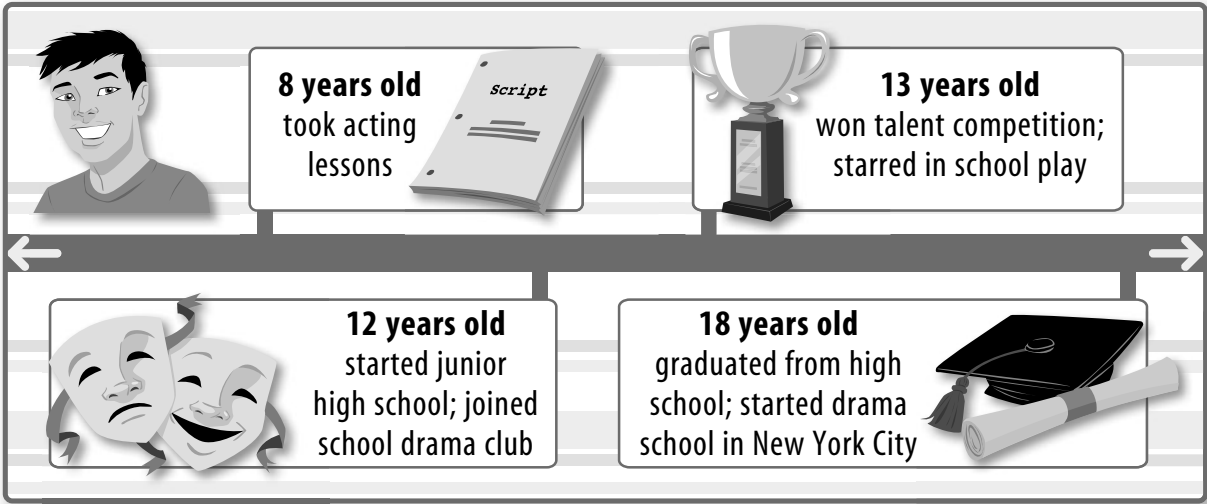 8 years old
took acting
lessons
Script
13 years old
won talent competition;
starred in school play
12 years old
started junior
high school; joined
school drama club
18 years old
graduated from high
school; started drama
school in New York City